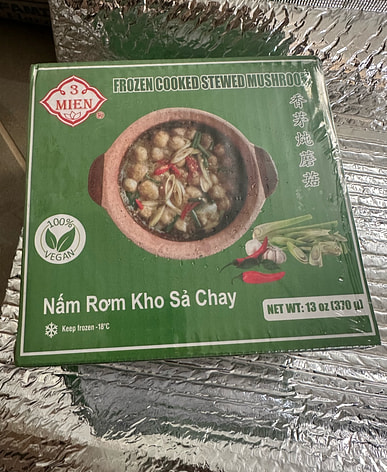 3
MIEN
®
FROZEN COOKED STEWED MUSHROOM
香茅炖蘑菇
100%
VEGAN
Nấm Rơm Kho Sả Chay
Keep frozen -18°C
NET WT: 13 oz (370 g)